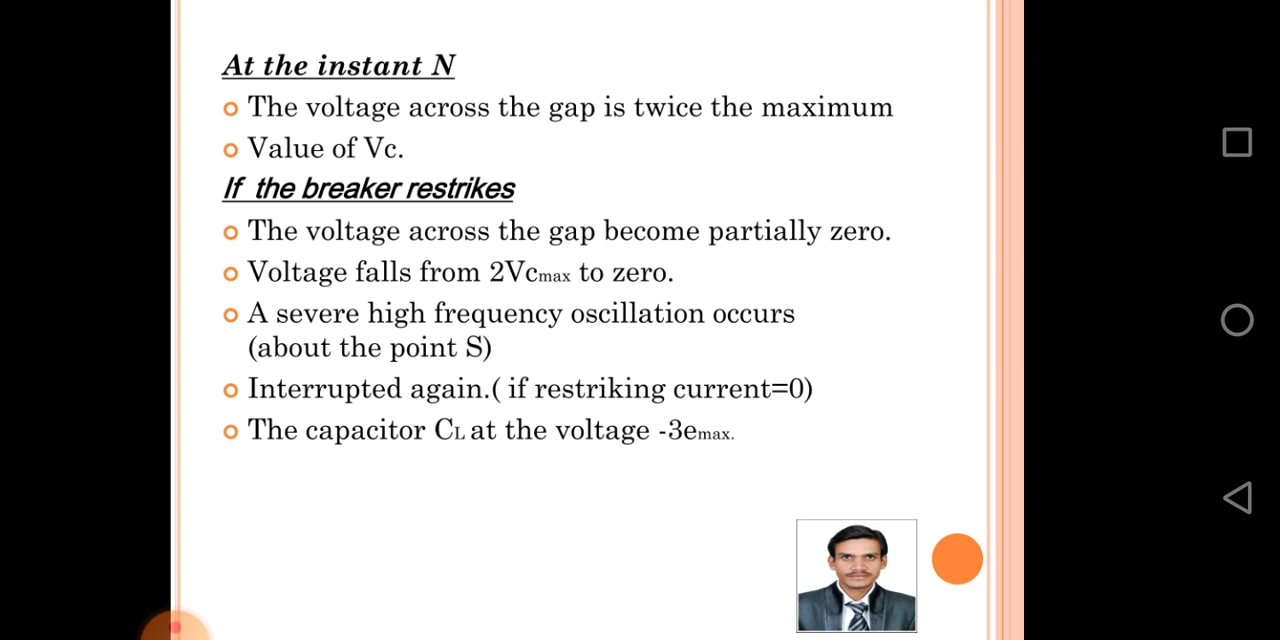 At the instant N
The voltage across the gap is twice the maximum
Value of Vc.
If the breaker restrikes
The voltage across the gap become partially zero.
Voltage falls from 2Vcmax to zero.
A severe high frequency oscillation occurs
(about the point S)
Interrupted again.( if restriking current=0)
The capacitor CL at the voltage -3emax.